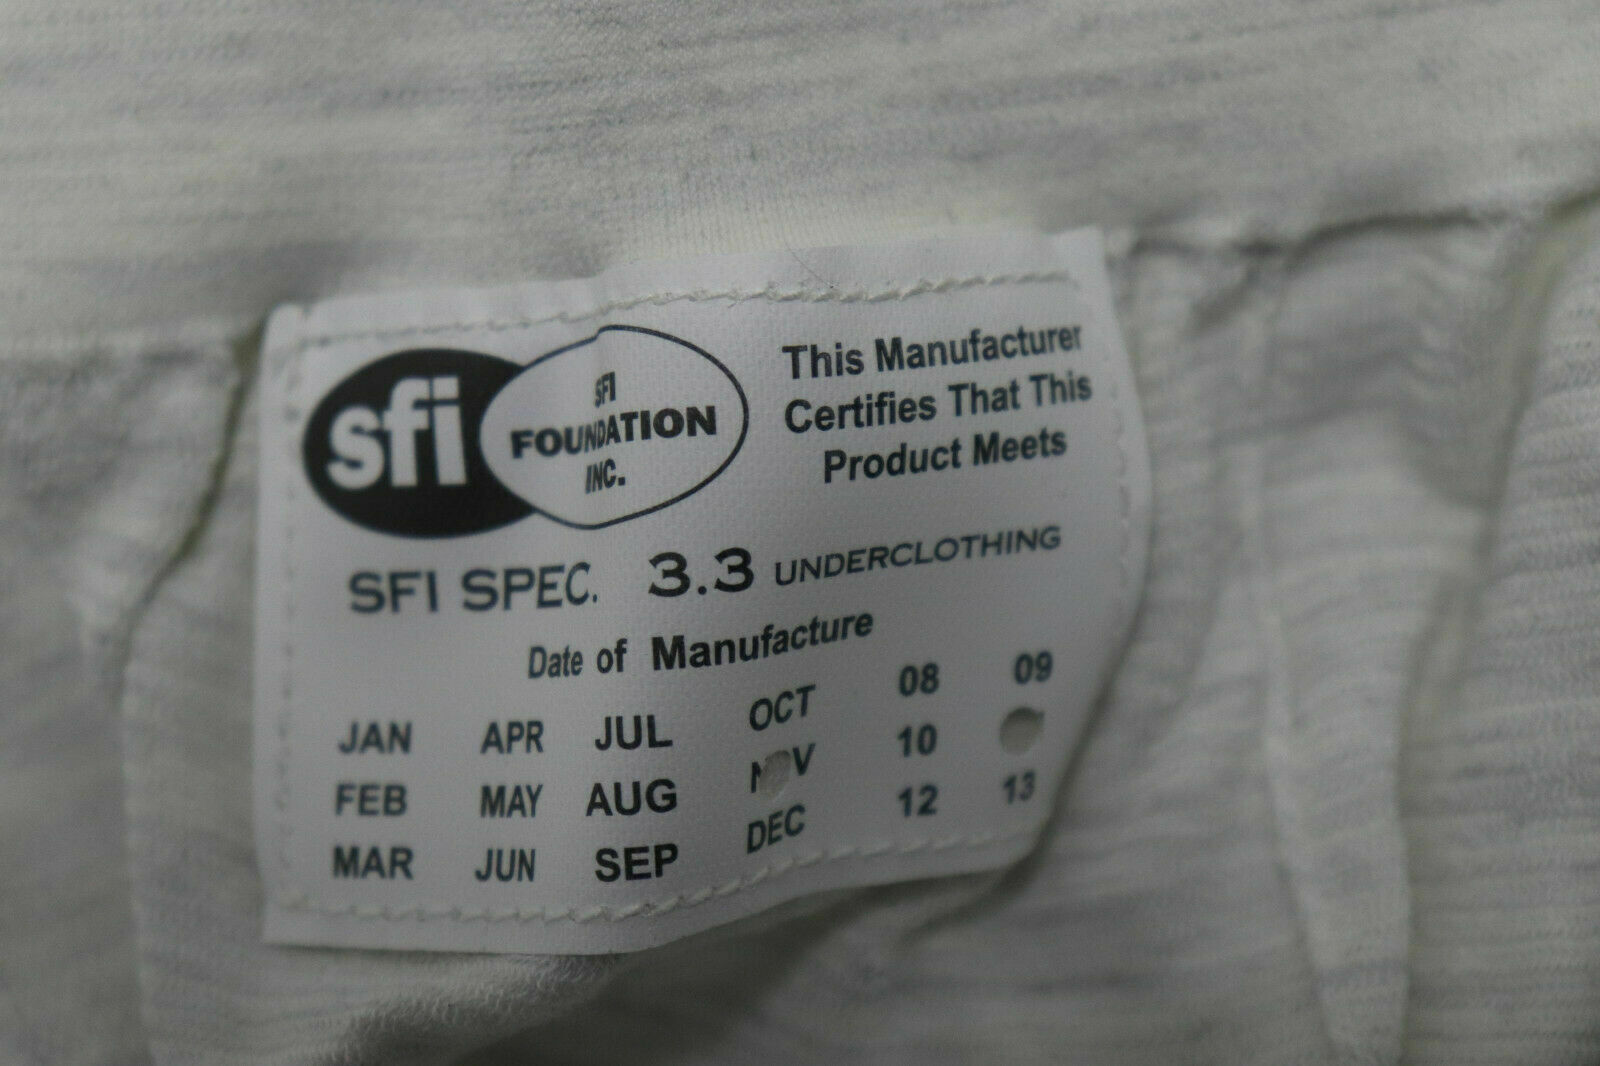 sfi
SFI
FOUNDATION
INC.
This Manufacturer
Certifies That This
Product Meets
SFI SPEC. 3.3 UNDERCLOTHING
Date of Manufacture
JAN APR JUL OCT 08 09
FEB MAY AUG NOV 10
MAR JUN SEP DEC 12 13